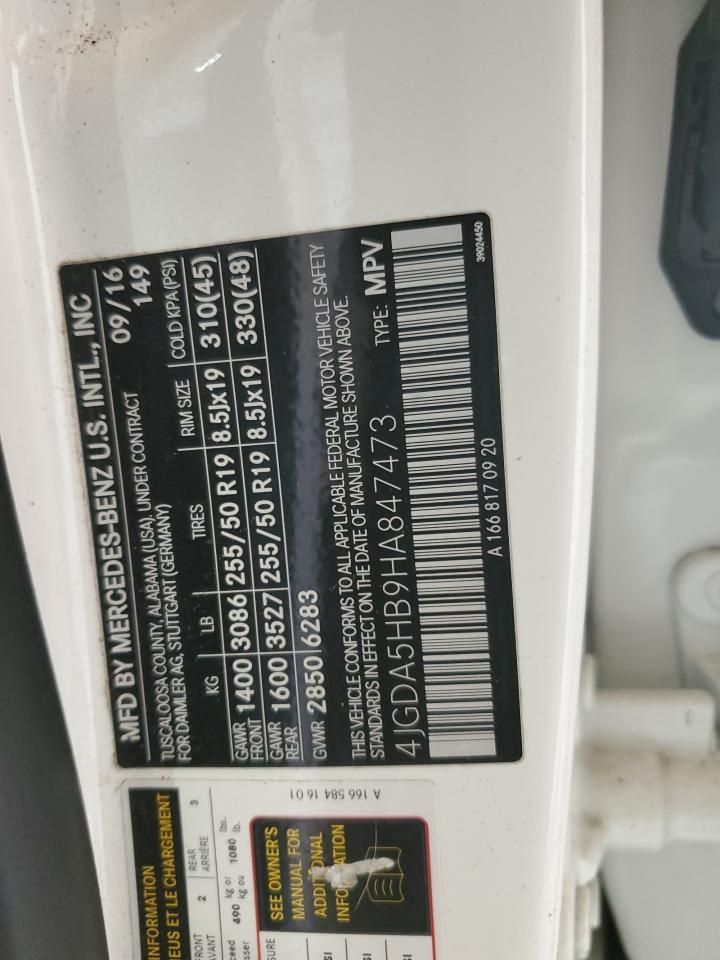 MFD BY MERCEDES-BENZ U.S. INTL., INC
TUSCALOOSA COUNTY, ALABAMA (USA), UNDER CONTRACT 09/16
FOR DAIMLER AG, STUTTGART (GERMANY) 149
KG LB TIRES RIM SIZE COLD KPA (PSI)
GAWR FRONT 1400 3086 255/50 R19 8.5Jx19 310(45)
GAWR REAR 1600 3527 255/50 R19 8.5Jx19 330(48)
GVWR 2850 6283
THIS VEHICLE CONFORMS TO ALL APPLICABLE FEDERAL MOTOR VEHICLE SAFETY
STANDARDS IN EFFECT ON THE DATE OF MANUFACTURE SHOWN ABOVE.
4JGDA5HB9HA847473 TYPE: MPV
A 166 817 09 20
39024450
INFORMATION
ET LE CHARGEMENT
FRONT 2 REAR 3
AVANT ARRIÈRE
490 kg or 1080 lbs.
kg ou lb.
SEE OWNER'S
MANUAL FOR
ADDITIONAL
INFORMATION
A 166 584 16 01